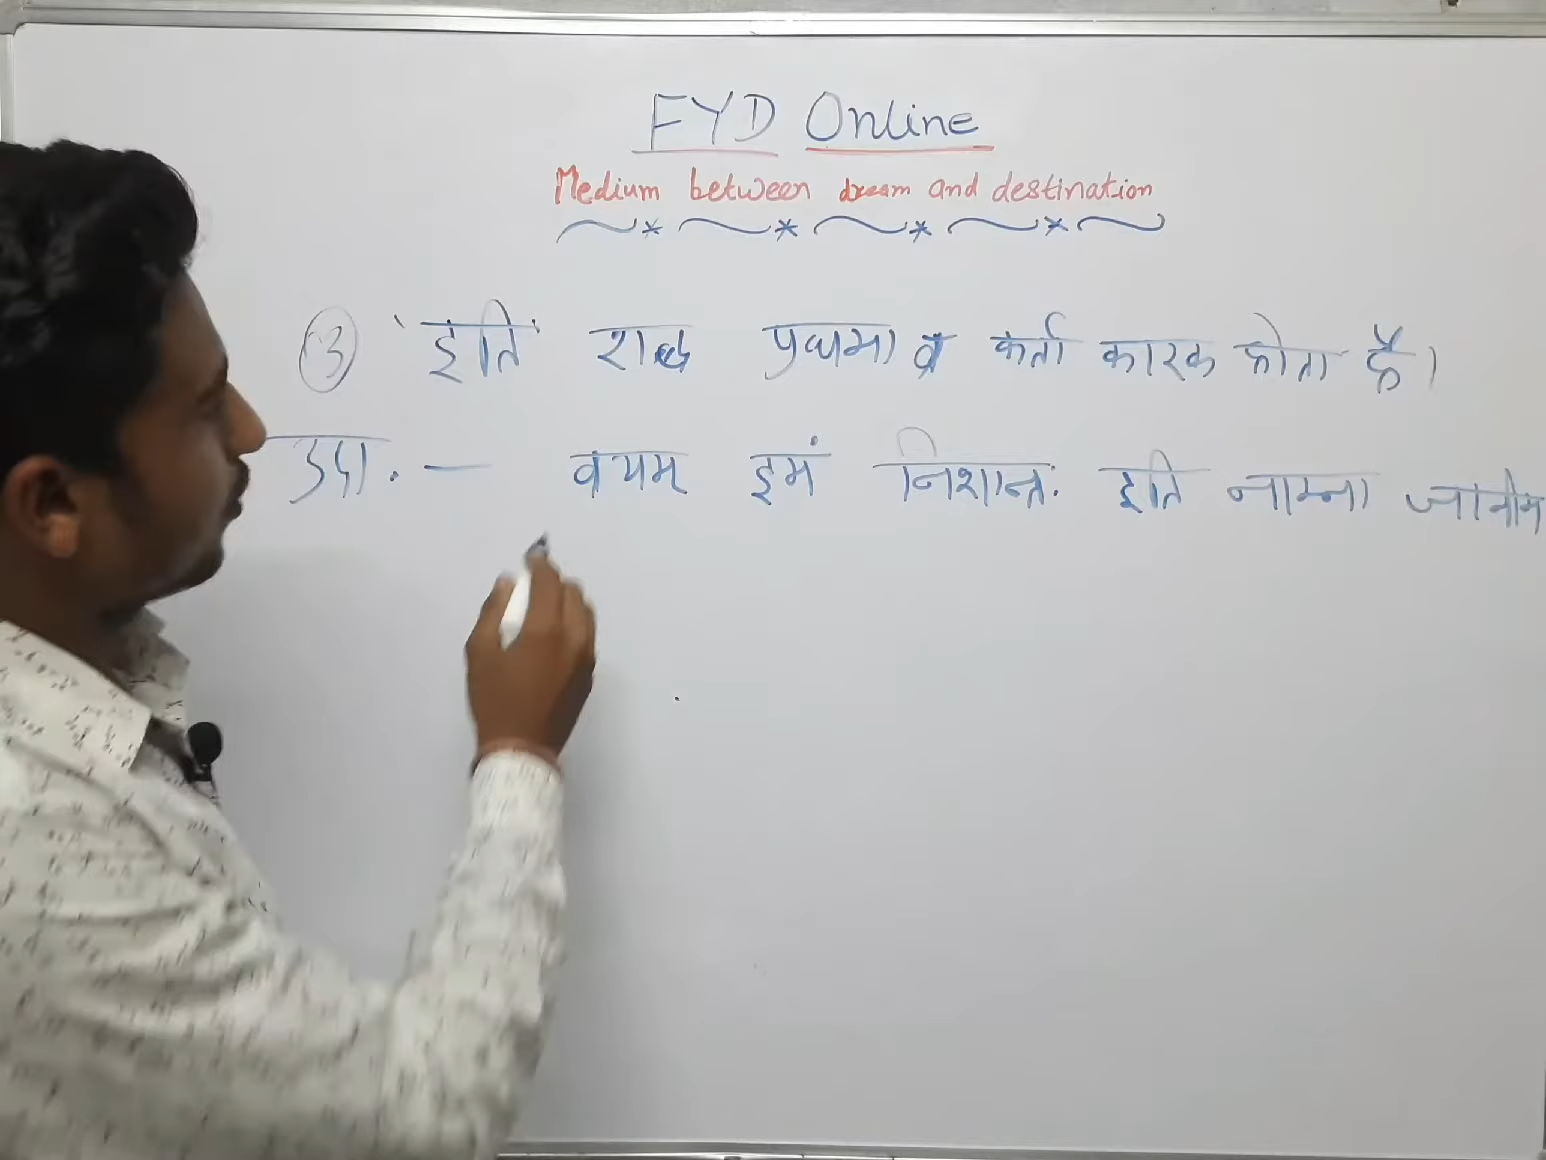 FYD Online
Medium between dream and destination
③ 'इति' शब्द प्रथमा व कर्ता कारक होता है।
उदा. — वयम् इमं निशान्त: इति नाम्ना जानीम